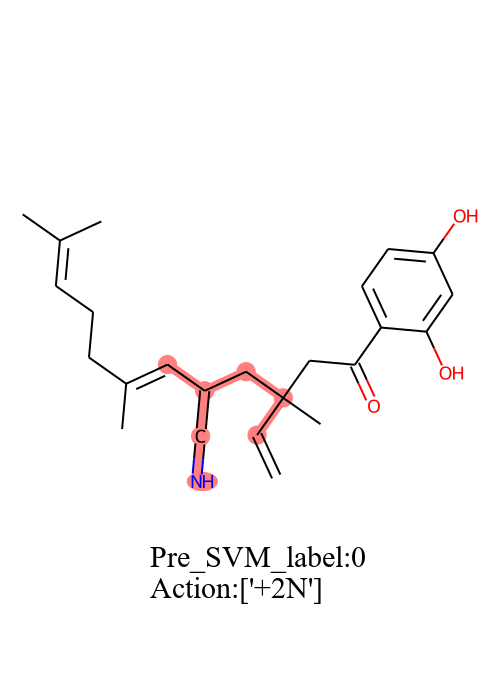 OH
OH
O
C
NH
Pre_SVM_label:0
Action:['+2N']